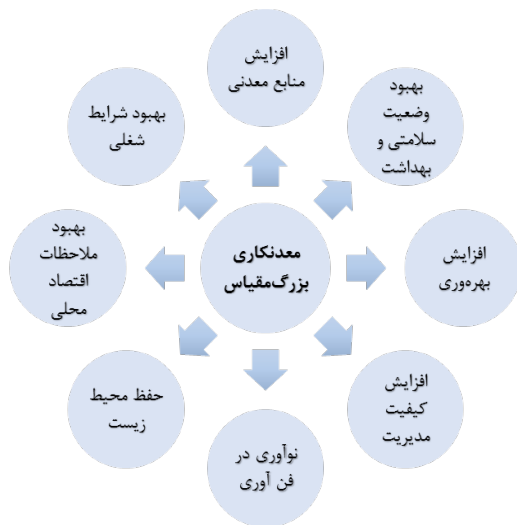 افزایش
منابع معدنی
بهبود
وضعیت
سلامتی و
بهداشت
افزایش
بهره‌وری
افزایش
کیفیت
مدیریت
نوآوری در
فن آوری
حفظ محیط
زیست
بهبود
ملاحظات
اقتصاد
محلی
بهبود شرایط
شغلی
معدنکاری
بزرگ‌مقیاس